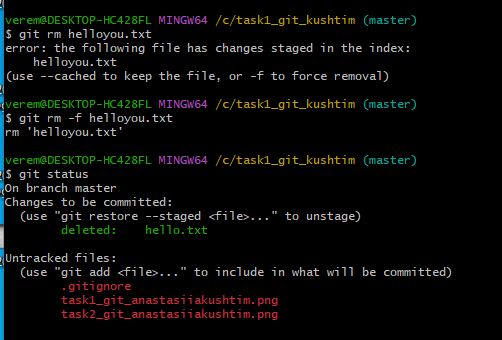 verem@DESKTOP-HC428FL MINGW64 /c/task1_git_kushtim (master)
$ git rm helloyou.txt
error: the following file has changes staged in the index:
    helloyou.txt
(use --cached to keep the file, or -f to force removal)
verem@DESKTOP-HC428FL MINGW64 /c/task1_git_kushtim (master)
$ git rm -f helloyou.txt
rm 'helloyou.txt'
verem@DESKTOP-HC428FL MINGW64 /c/task1_git_kushtim (master)
$ git status
On branch master
Changes to be committed:
  (use "git restore --staged <file>..." to unstage)
        deleted:    hello.txt
Untracked files:
  (use "git add <file>..." to include in what will be committed)
        .gitignore
        task1_git_anastasiiakushtim.png
        task2_git_anastasiiakushtim.png